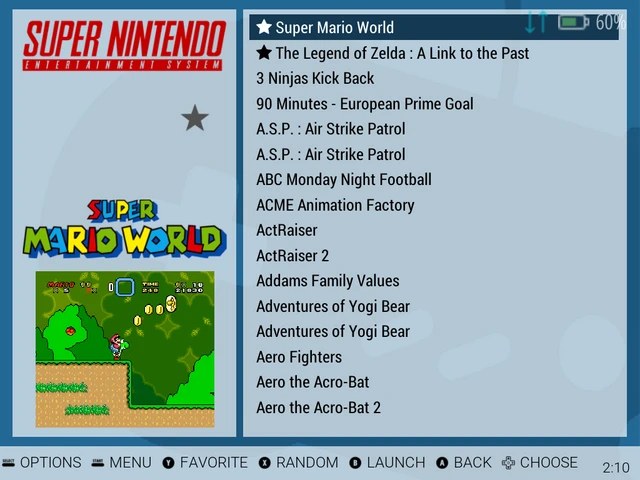 SUPER NINTENDO
ENTERTAINMENT SYSTEM
SUPER
MARIO WORLD
MARIO
TIME
Super Mario World
60%
The Legend of Zelda : A Link to the Past
3 Ninjas Kick Back
90 Minutes - European Prime Goal
A.S.P. : Air Strike Patrol
A.S.P. : Air Strike Patrol
ABC Monday Night Football
ACME Animation Factory
ActRaiser
ActRaiser 2
Addams Family Values
Adventures of Yogi Bear
Adventures of Yogi Bear
Aero Fighters
Aero the Acro-Bat
Aero the Acro-Bat 2
SELECT OPTIONS START MENU Y FAVORITE X RANDOM B LAUNCH A BACK CHOOSE
2:10